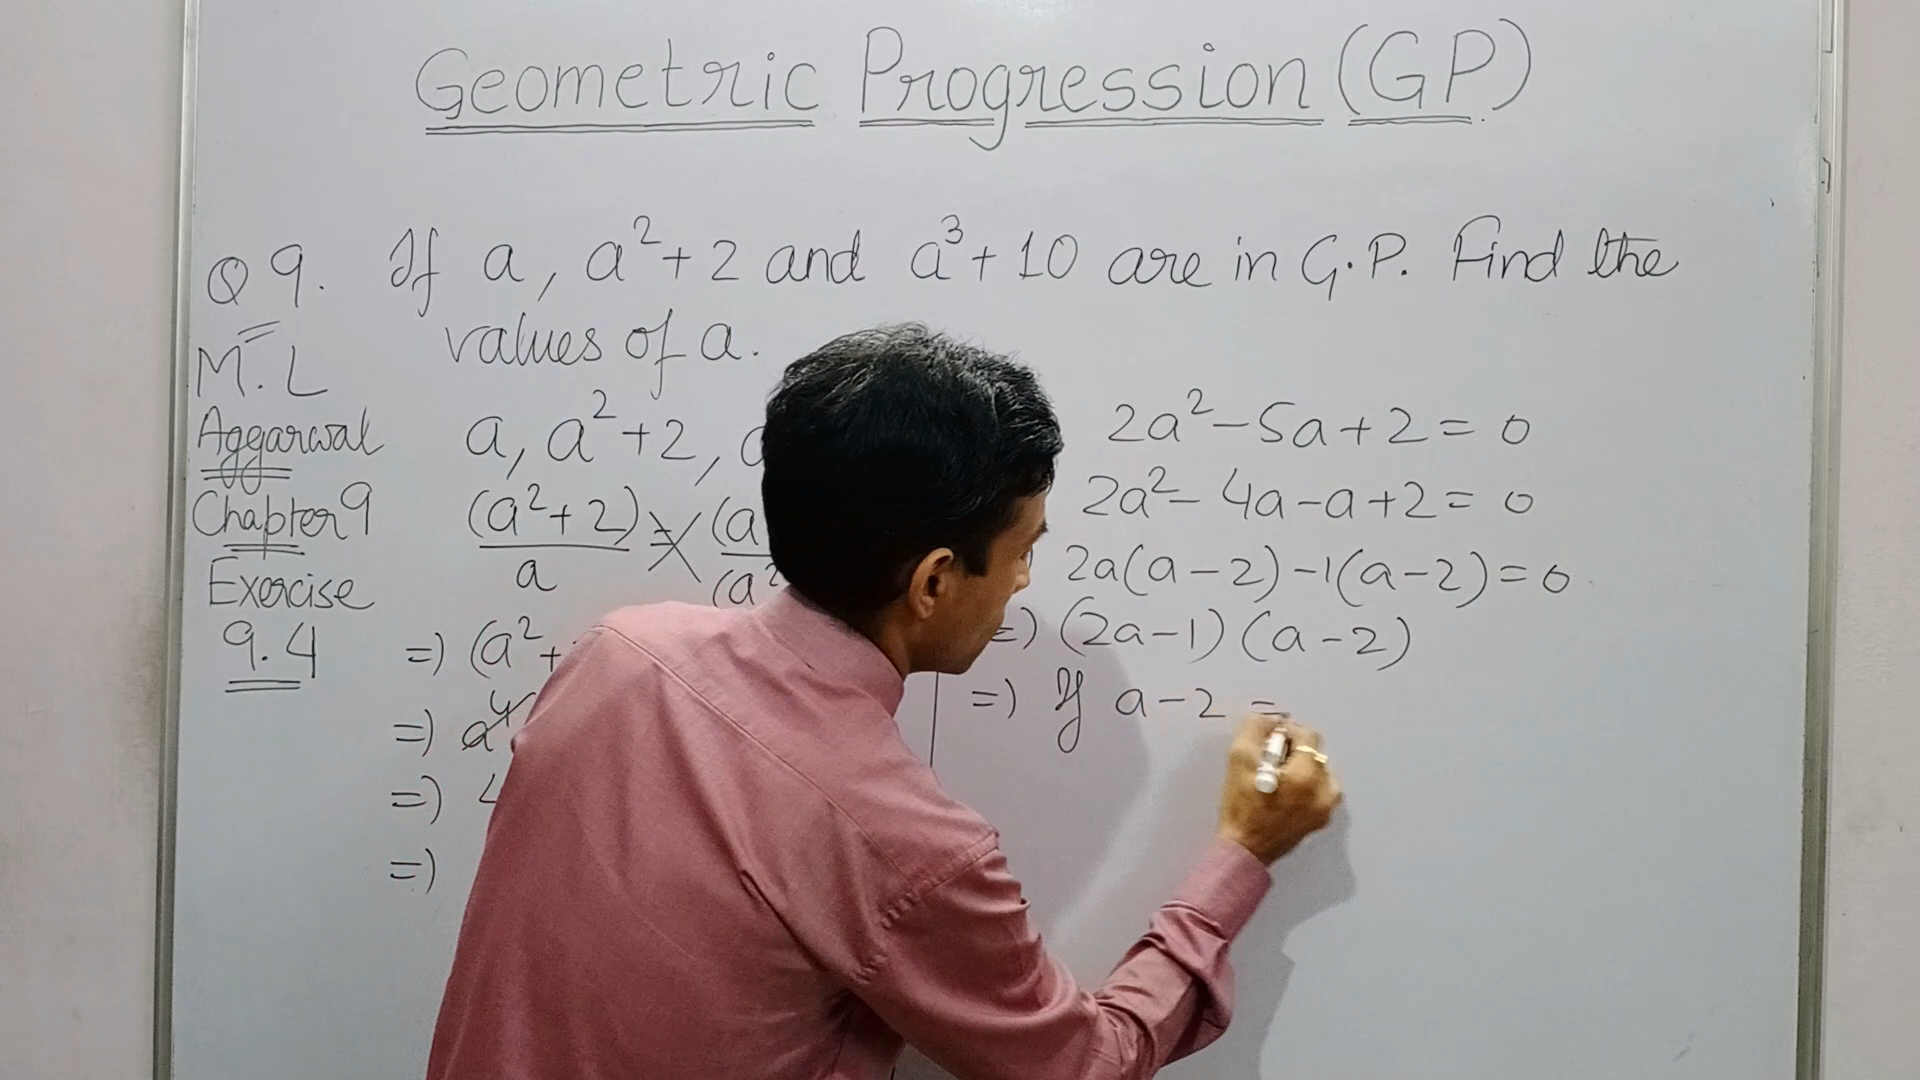 Geometric Progression (GP)
Q 9. If a, a²+2 and a³+10 are in G.P. Find the
values of a.
M.L
Aggarwal
Chapter 9
Exercise
9.4
a, a²+2, a
(a²+2) = (a
a (a²
=) (a²+
=) a⁴
=)
=)
2a²-5a+2=0
2a²-4a-a+2=0
2a(a-2)-1(a-2)=0
=) (2a-1)(a-2)
=) If a-2 =